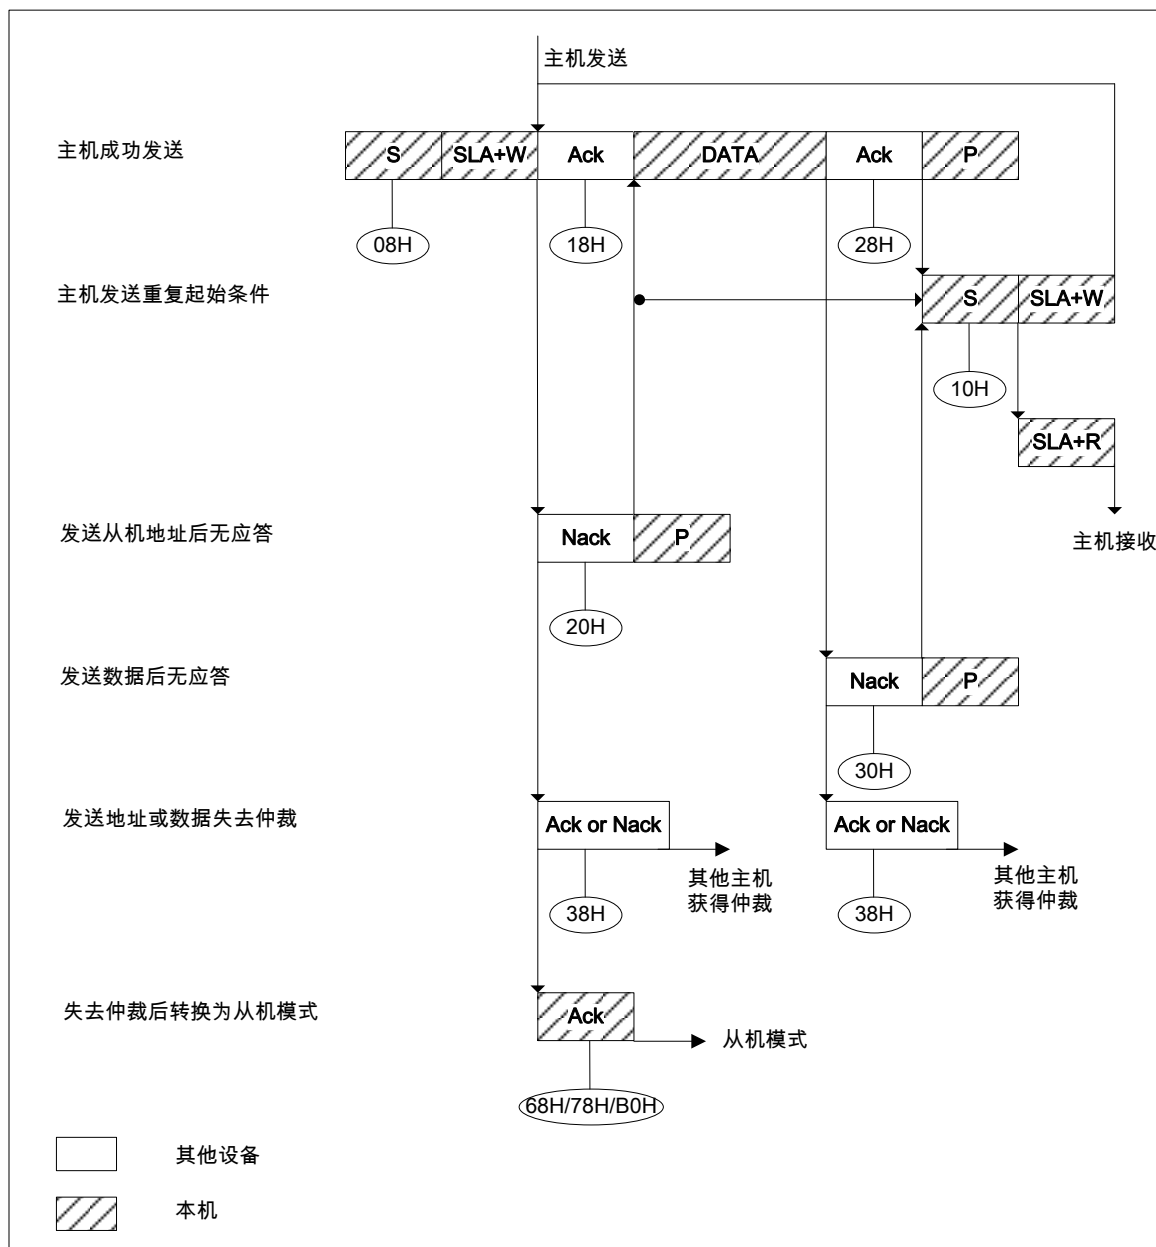 主机发送
主机成功发送
S SLA+W Ack DATA Ack P
08H 18H 28H
主机发送重复起始条件
S SLA+W
10H
SLA+R
发送从机地址后无应答
Nack P
主机接收
20H
发送数据后无应答
Nack P
30H
发送地址或数据失去仲裁
Ack or Nack Ack or Nack
其他主机 其他主机
获得仲裁 获得仲裁
38H 38H
失去仲裁后转换为从机模式
Ack
从机模式
68H/78H/B0H
其他设备
本机